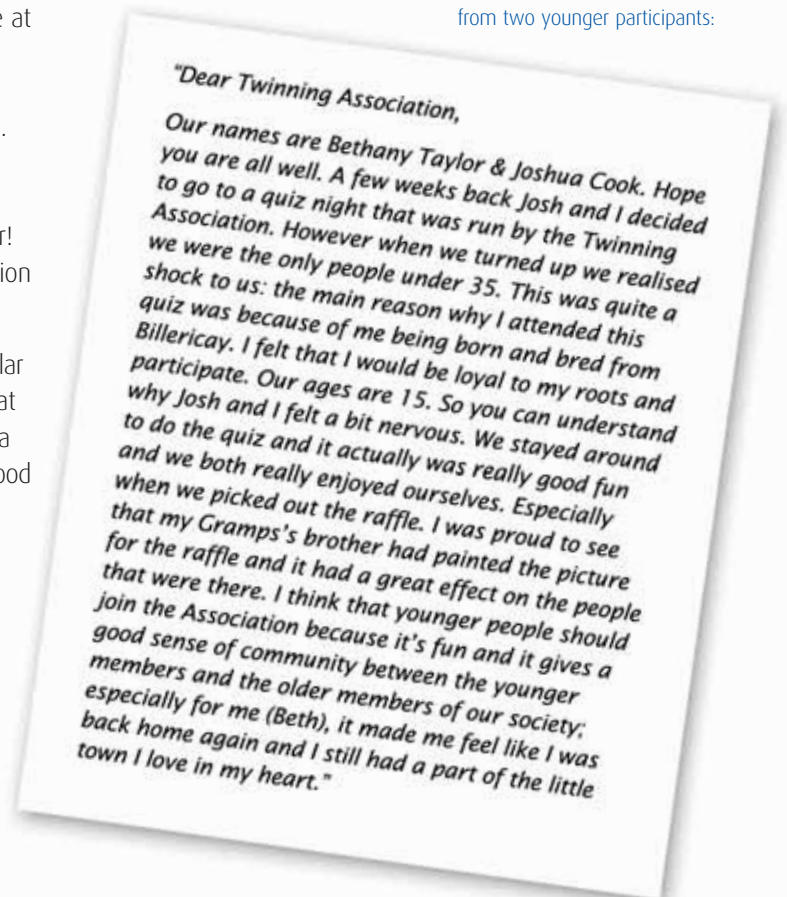 e at
.
r!
ion
lar
at
a
ood
from two younger participants:
"Dear Twinning Association,
Our names are Bethany Taylor & Joshua Cook. Hope
you are all well. A few weeks back Josh and I decided
to go to a quiz night that was run by the Twinning
Association. However when we turned up we realised
we were the only people under 35. This was quite a
shock to us: the main reason why I attended this
quiz was because of me being born and bred from
Billericay. I felt that I would be loyal to my roots and
participate. Our ages are 15. So you can understand
why Josh and I felt a bit nervous. We stayed around
to do the quiz and it actually was really good fun
and we both really enjoyed ourselves. Especially
when we picked out the raffle. I was proud to see
that my Gramps's brother had painted the picture
for the raffle and it had a great effect on the people
that were there. I think that younger people should
join the Association because it's fun and it gives a
good sense of community between the younger
members and the older members of our society;
especially for me (Beth), it made me feel like I was
back home again and I still had a part of the little
town I love in my heart."